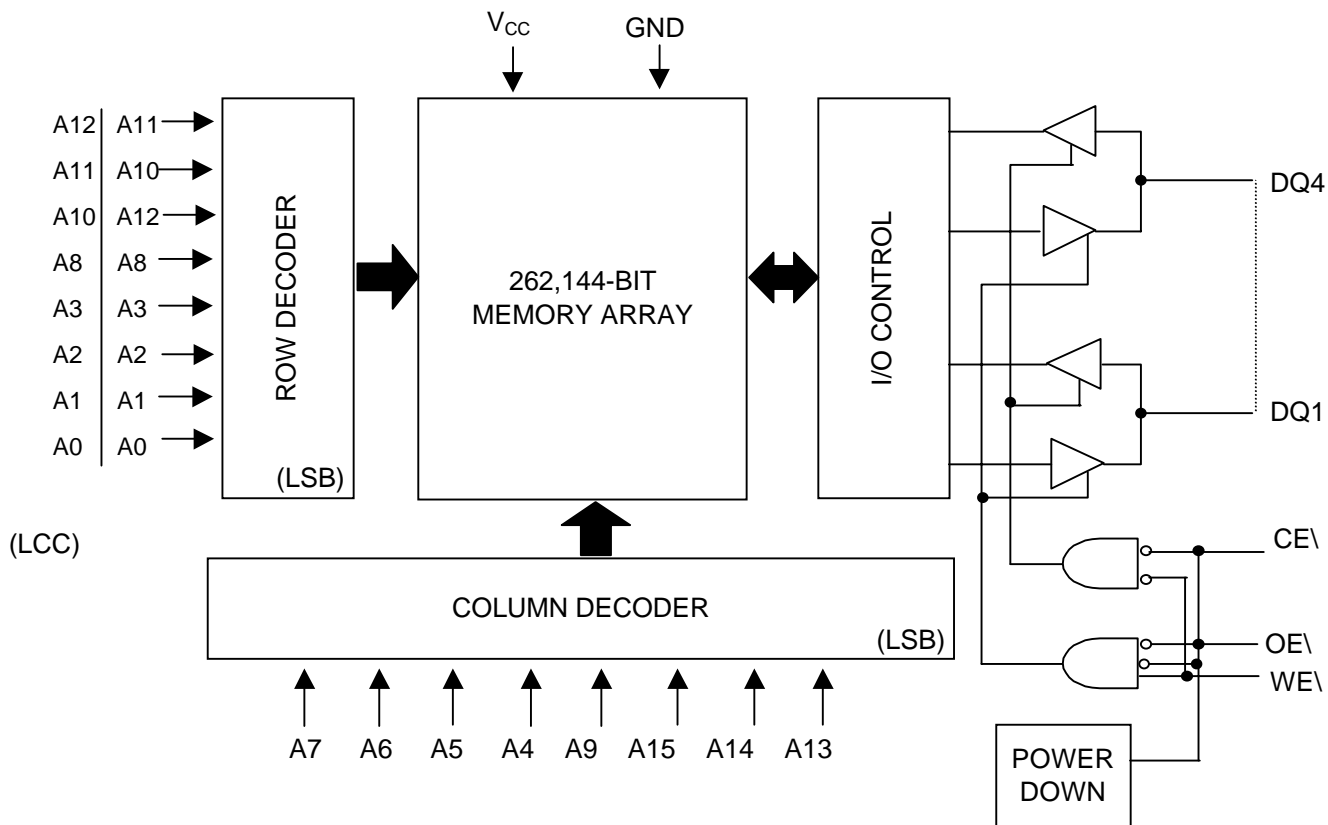 V_CC GND
A12 A11
A11 A10
A10 A12
A8 A8
A3 A3
A2 A2
A1 A1
A0 A0
ROW DECODER
(LSB)
262,144-BIT
MEMORY ARRAY
I/O CONTROL
DQ4
DQ1
(LCC)
COLUMN DECODER
(LSB)
A7 A6 A5 A4 A9 A15 A14 A13
CE\
OE\
WE\
POWER
DOWN